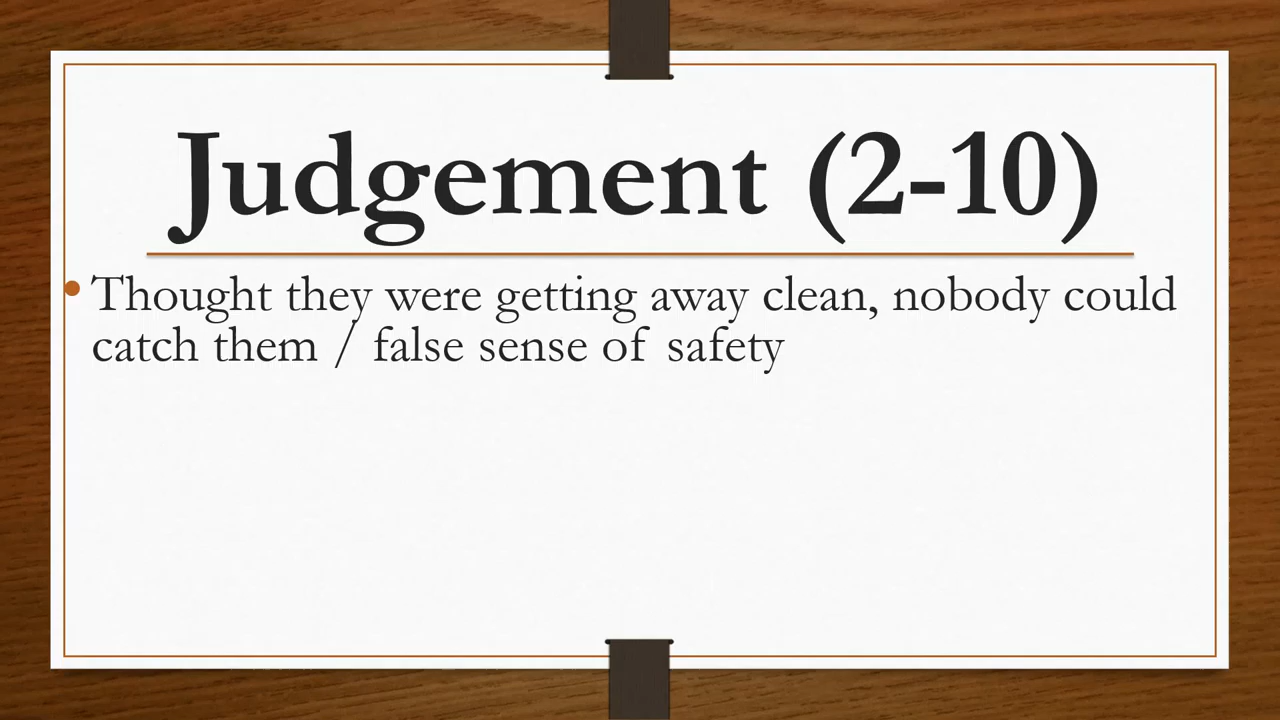 Judgement (2-10)
• Thought they were getting away clean, nobody could
catch them / false sense of safety